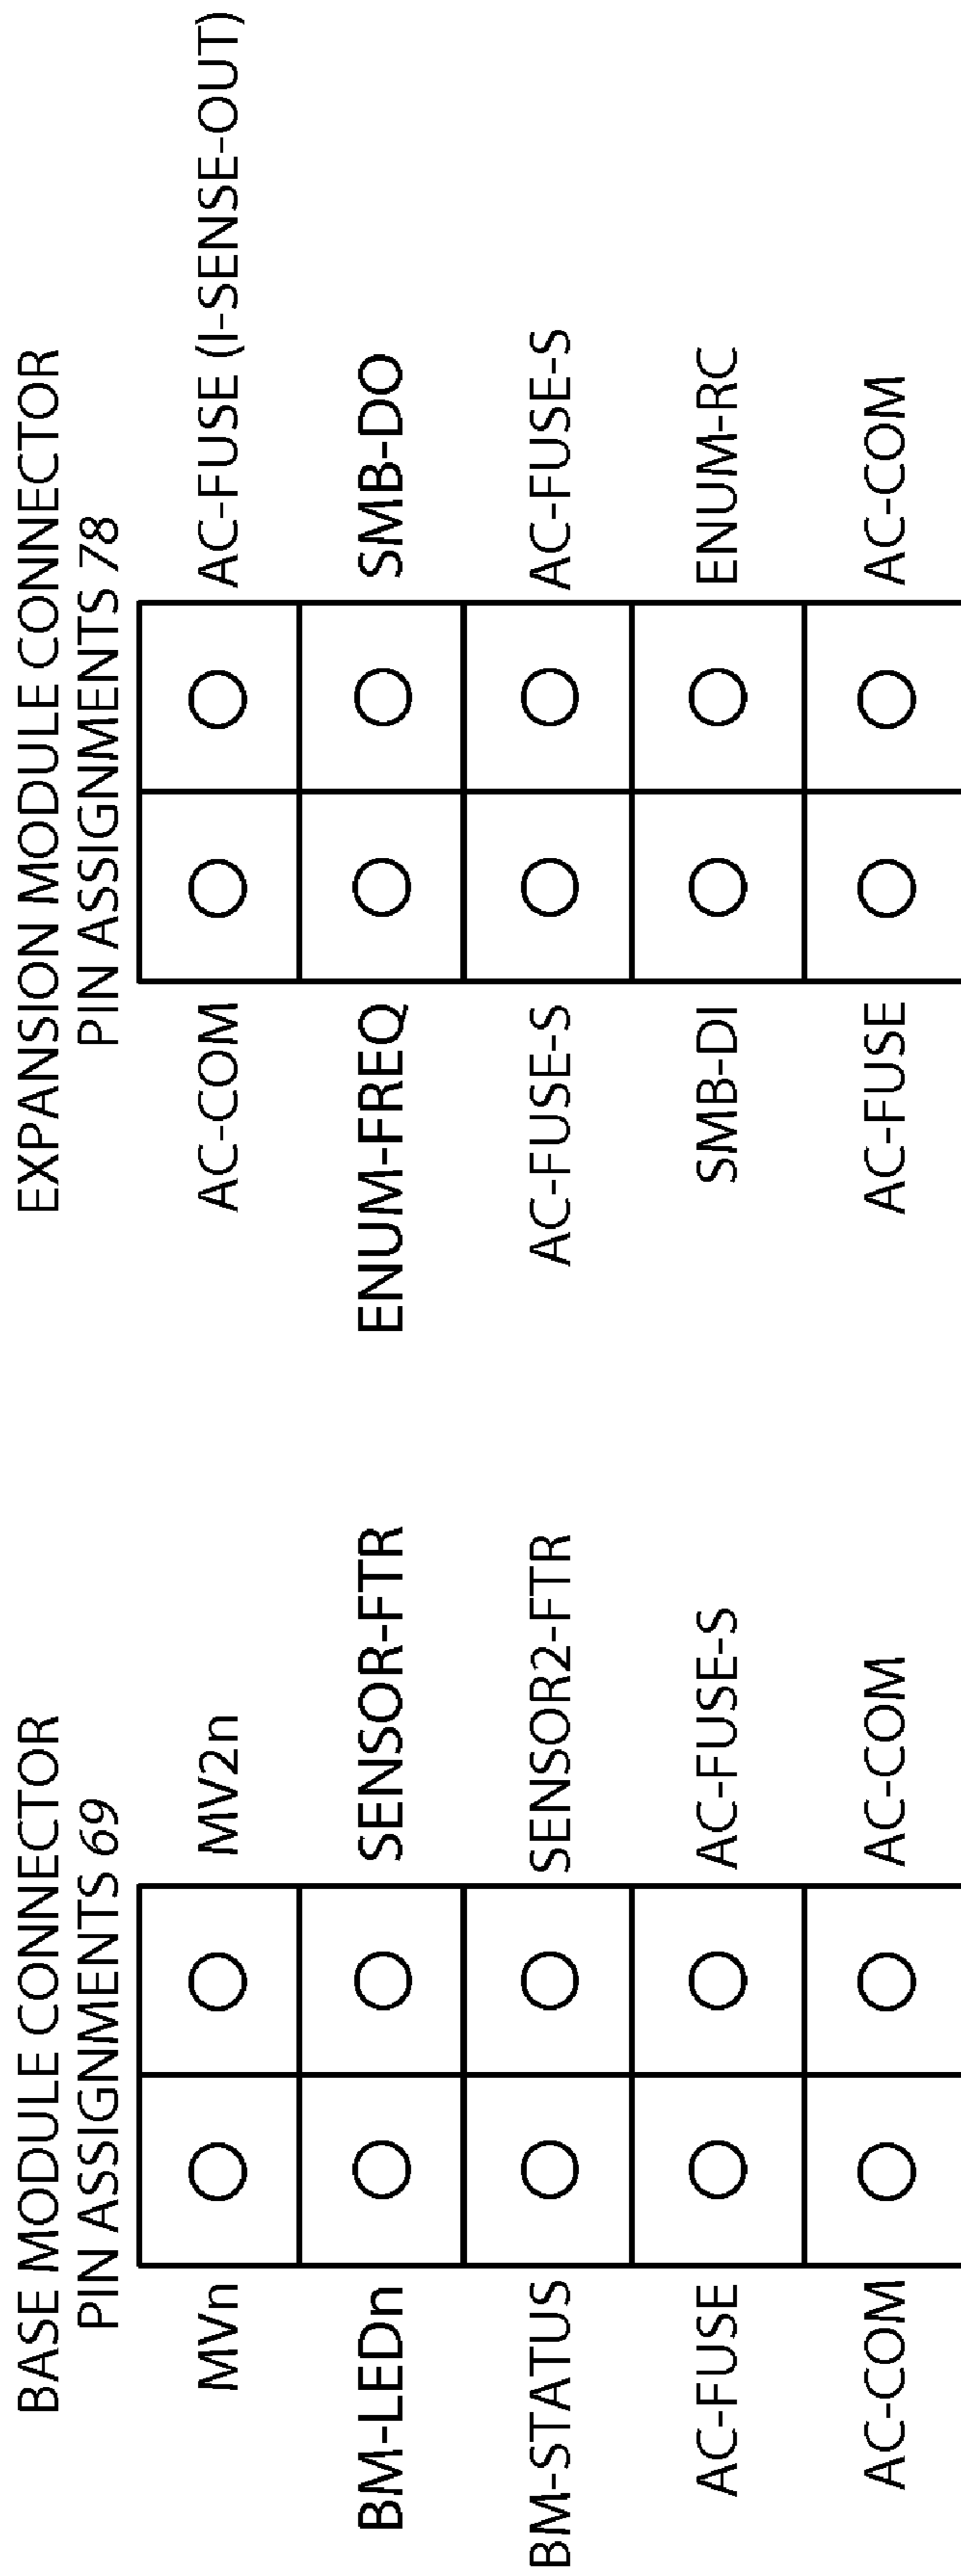 BASE MODULE CONNECTOR
PIN ASSIGNMENTS 69
MVn MV2n
BM-LEDn SENSOR-FTR
BM-STATUS SENSOR2-FTR
AC-FUSE AC-FUSE-S
AC-COM AC-COM
EXPANSION MODULE CONNECTOR
PIN ASSIGNMENTS 78
AC-COM AC-FUSE (I-SENSE-OUT)
ENUM-FREQ SMB-DO
AC-FUSE-S AC-FUSE-S
SMB-DI ENUM-RC
AC-FUSE AC-COM